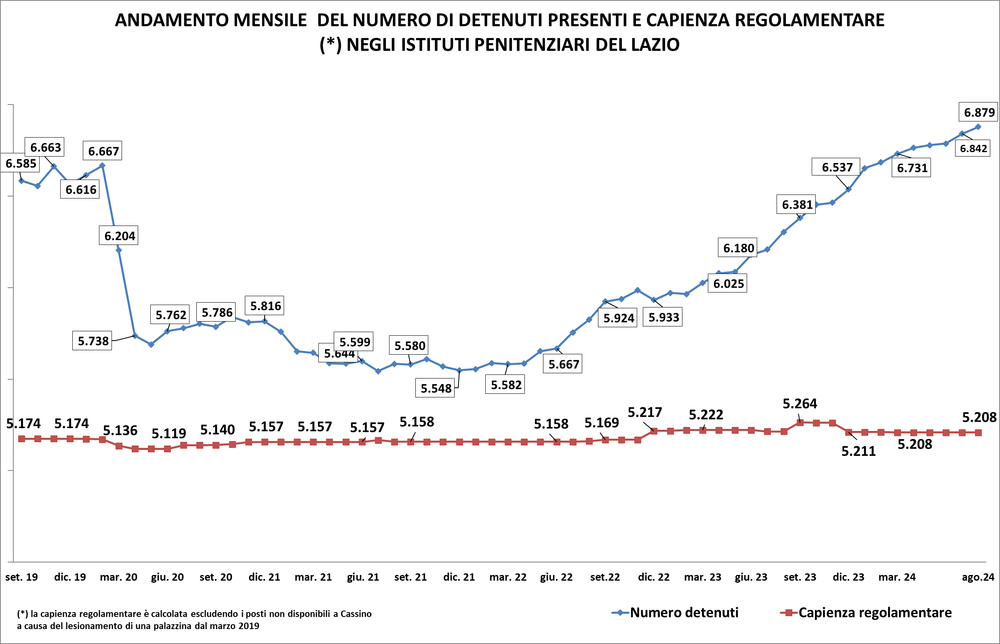 ANDAMENTO MENSILE  DEL NUMERO DI DETENUTI PRESENTI E CAPIENZA REGOLAMENTARE
(*) NEGLI ISTITUTI PENITENZIARI DEL LAZIO
6.879
6.663
6.667
6.842
6.585
6.537
6.731
6.616
6.381
6.204
6.180
6.025
5.762
5.786
5.816
5.924
5.933
5.738
5.599
5.644
5.580
5.667
5.548
5.582
5.174
5.174
5.136
5.119
5.140
5.157
5.157
5.157
5.158
5.158
5.169
5.217
5.222
5.264
5.211
5.208
5.208
set. 19
dic. 19
mar. 20
giu. 20
set. 20
dic. 21
mar. 21
giu. 21
set. 21
dic. 21
mar. 22
giu. 22
set.22
dic. 22
mar. 23
giu. 23
set. 23
dic. 23
mar. 24
ago.24
(*) la capienza regolamentare è calcolata escludendo i posti non disponibili a Cassino
a causa del lesionamento di una palazzina dal marzo 2019
Numero detenuti
Capienza regolamentare